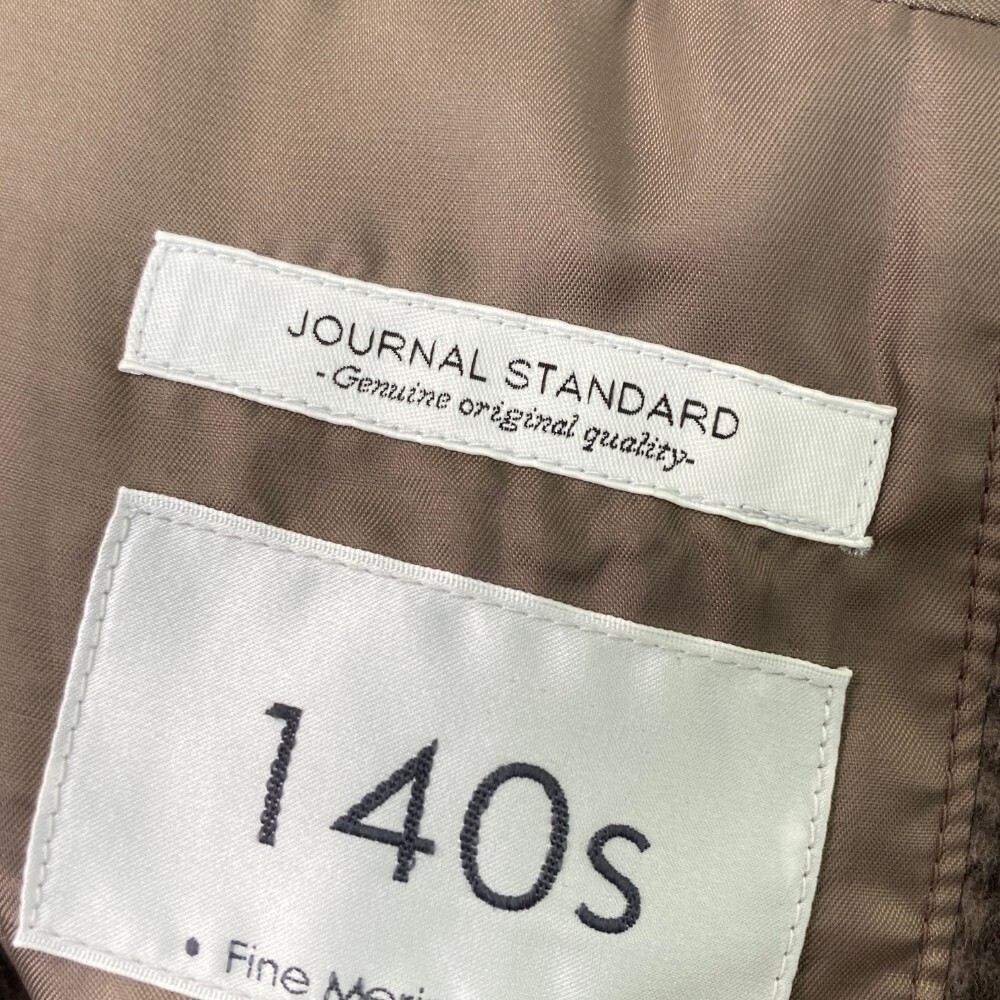 JOURNAL STANDARD
-Genuine original quality-
140s
• Fine